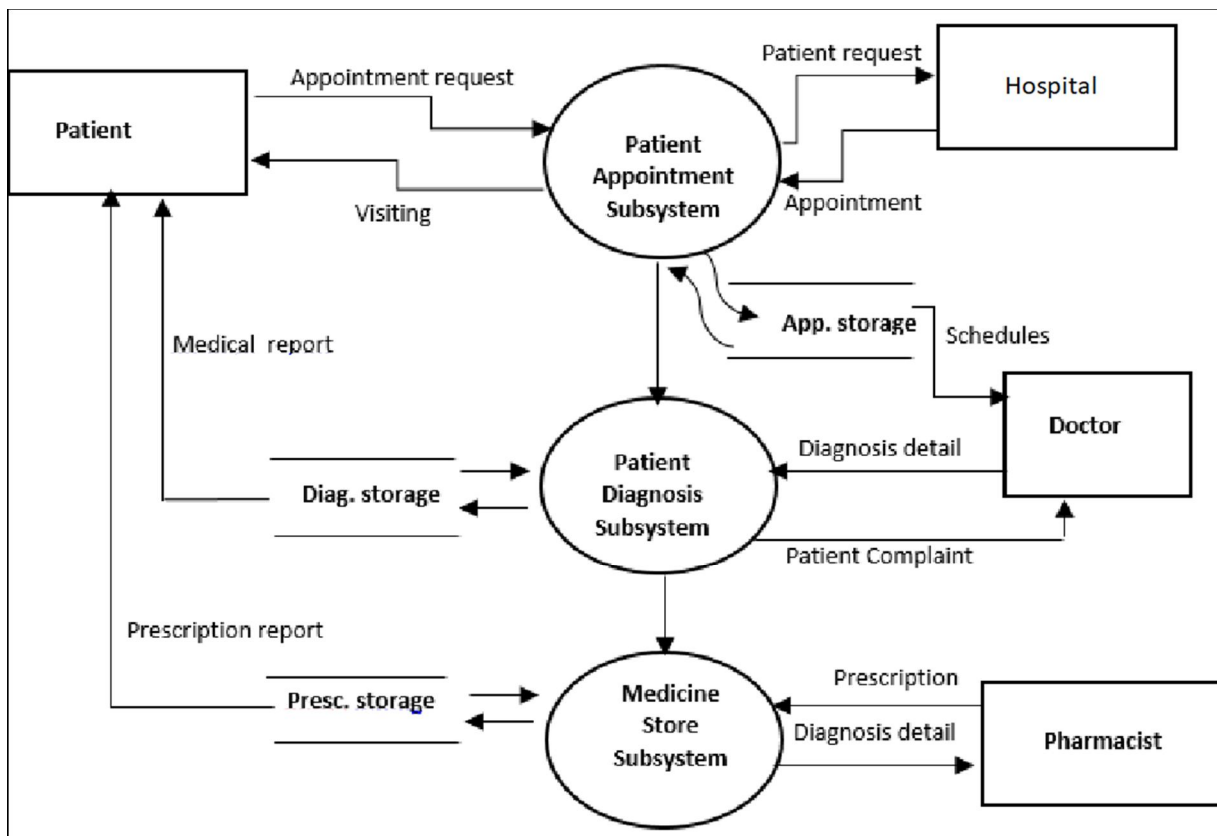 Patient request
Appointment request
Hospital
Patient
Patient
Appointment
Subsystem
Visiting
Appointment
App. storage
Schedules
Medical  report
Doctor
Diagnosis detail
Patient
Diagnosis
Subsystem
Diag. storage
Patient Complaint
Prescription report
Prescription
Presc. storage
Medicine
Store
Subsystem
Diagnosis detail
Pharmacist